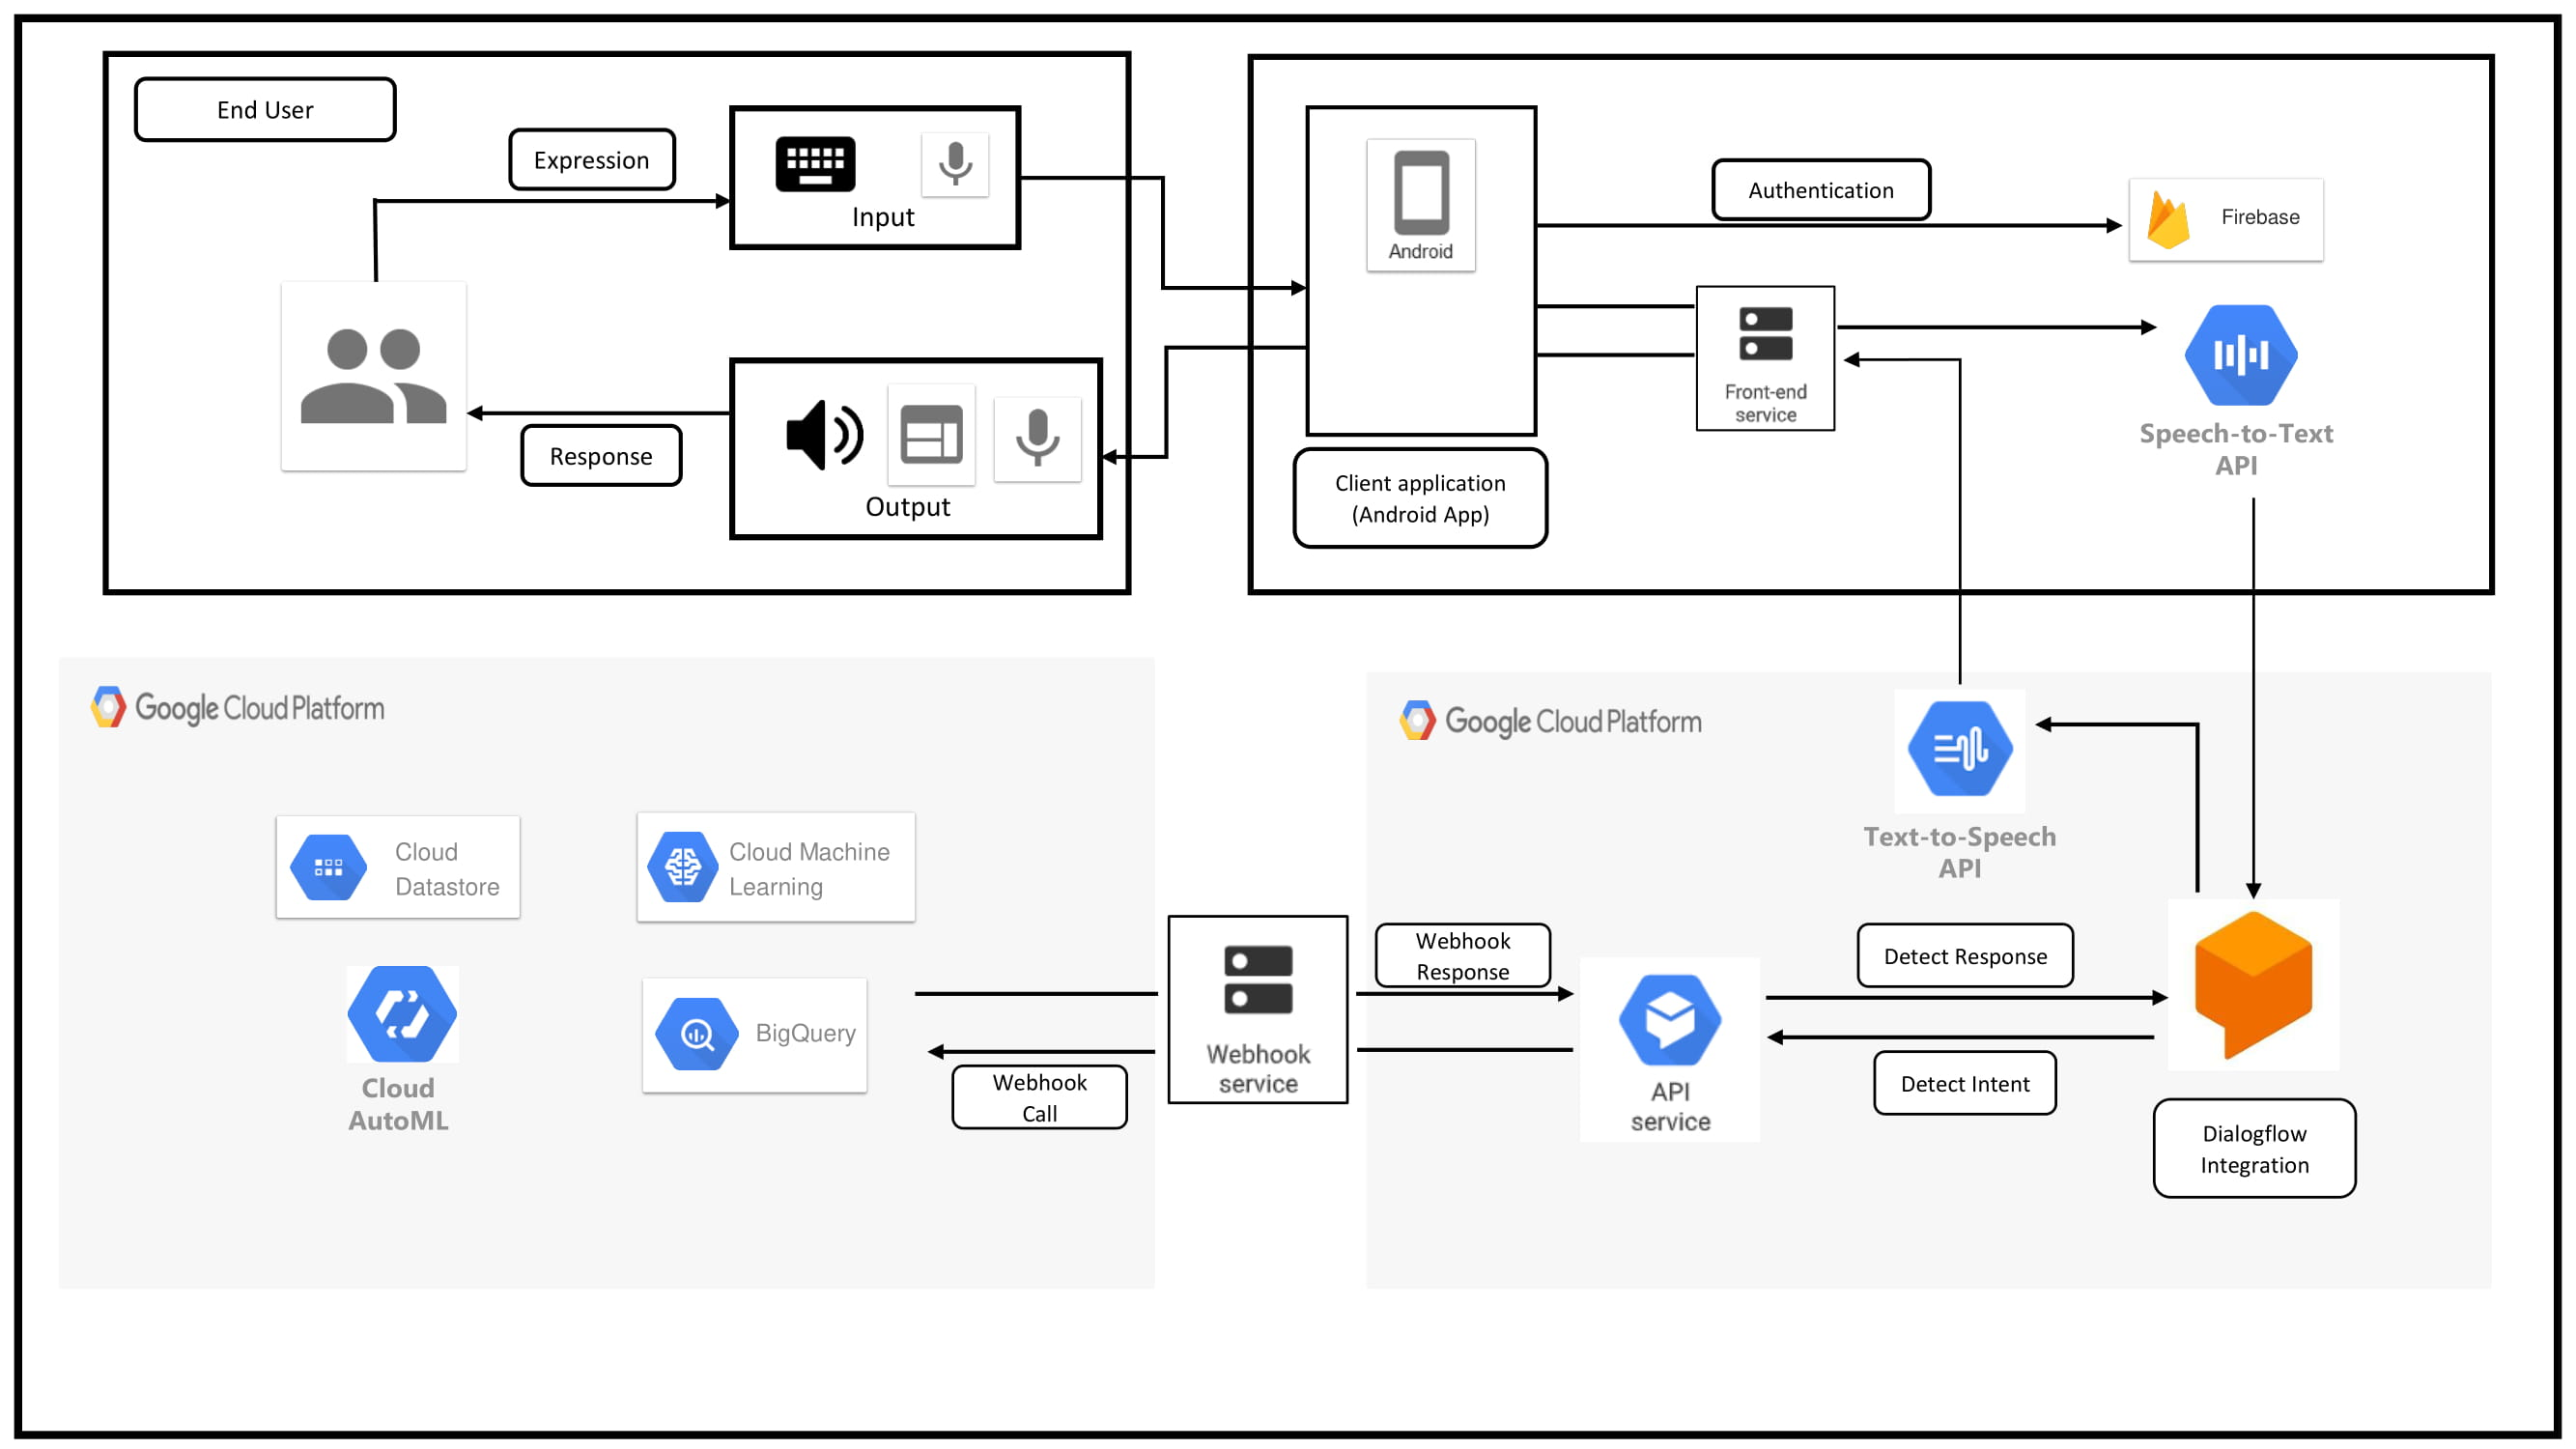 End User
Expression
Input
Response
Output
Android
Client application
(Android App)
Authentication
Firebase
Front-end
service
Speech-to-Text
API
Google Cloud Platform
Cloud
Datastore
Cloud Machine
Learning
Cloud
AutoML
BigQuery
Webhook
Call
Webhook
service
Google Cloud Platform
Text-to-Speech
API
Webhook
Response
API
service
Detect Response
Detect Intent
Dialogflow
Integration